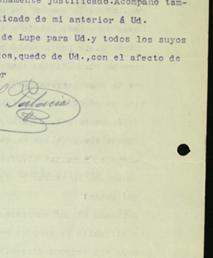 namente justificado.Acompaño tam-
licado de mi anterior á Ud.
de Lupe para Ud.y todos los suyos
os,quedo de Ud.,con el afecto de
or